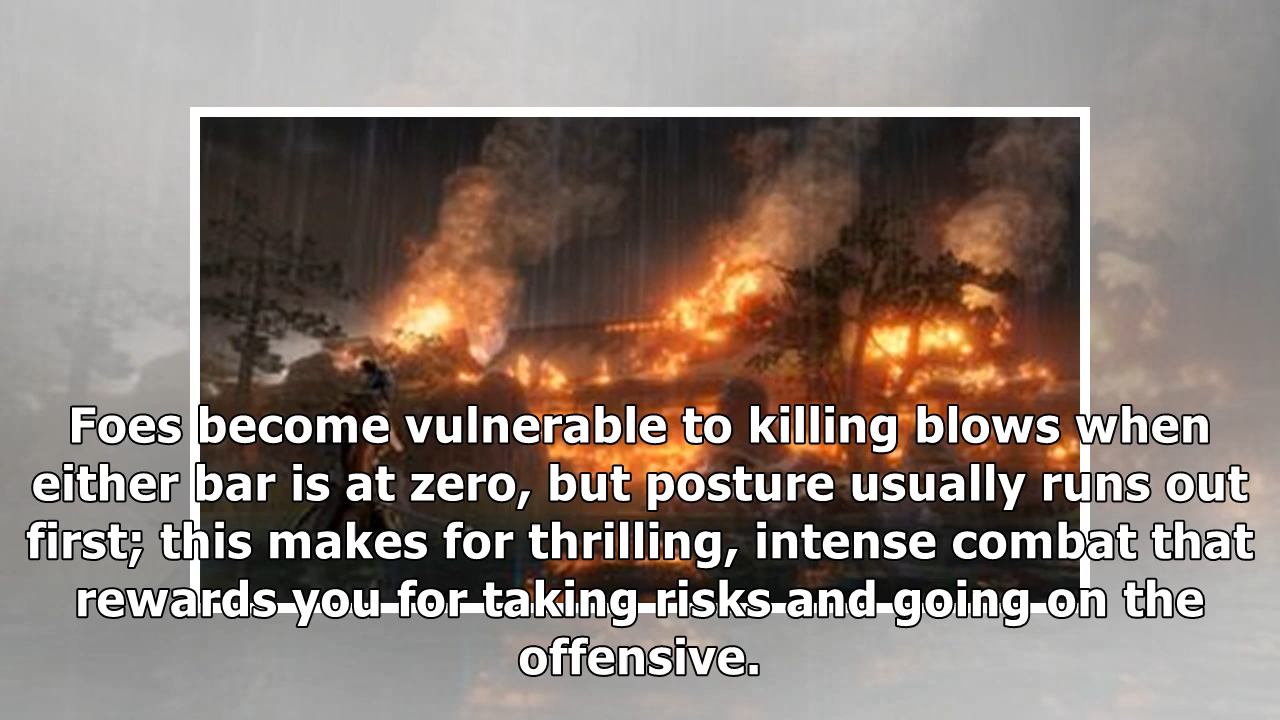 Foes become vulnerable to killing blows when
either bar is at zero, but posture usually runs out
first; this makes for thrilling, intense combat that
rewards you for taking risks and going on the
offensive.